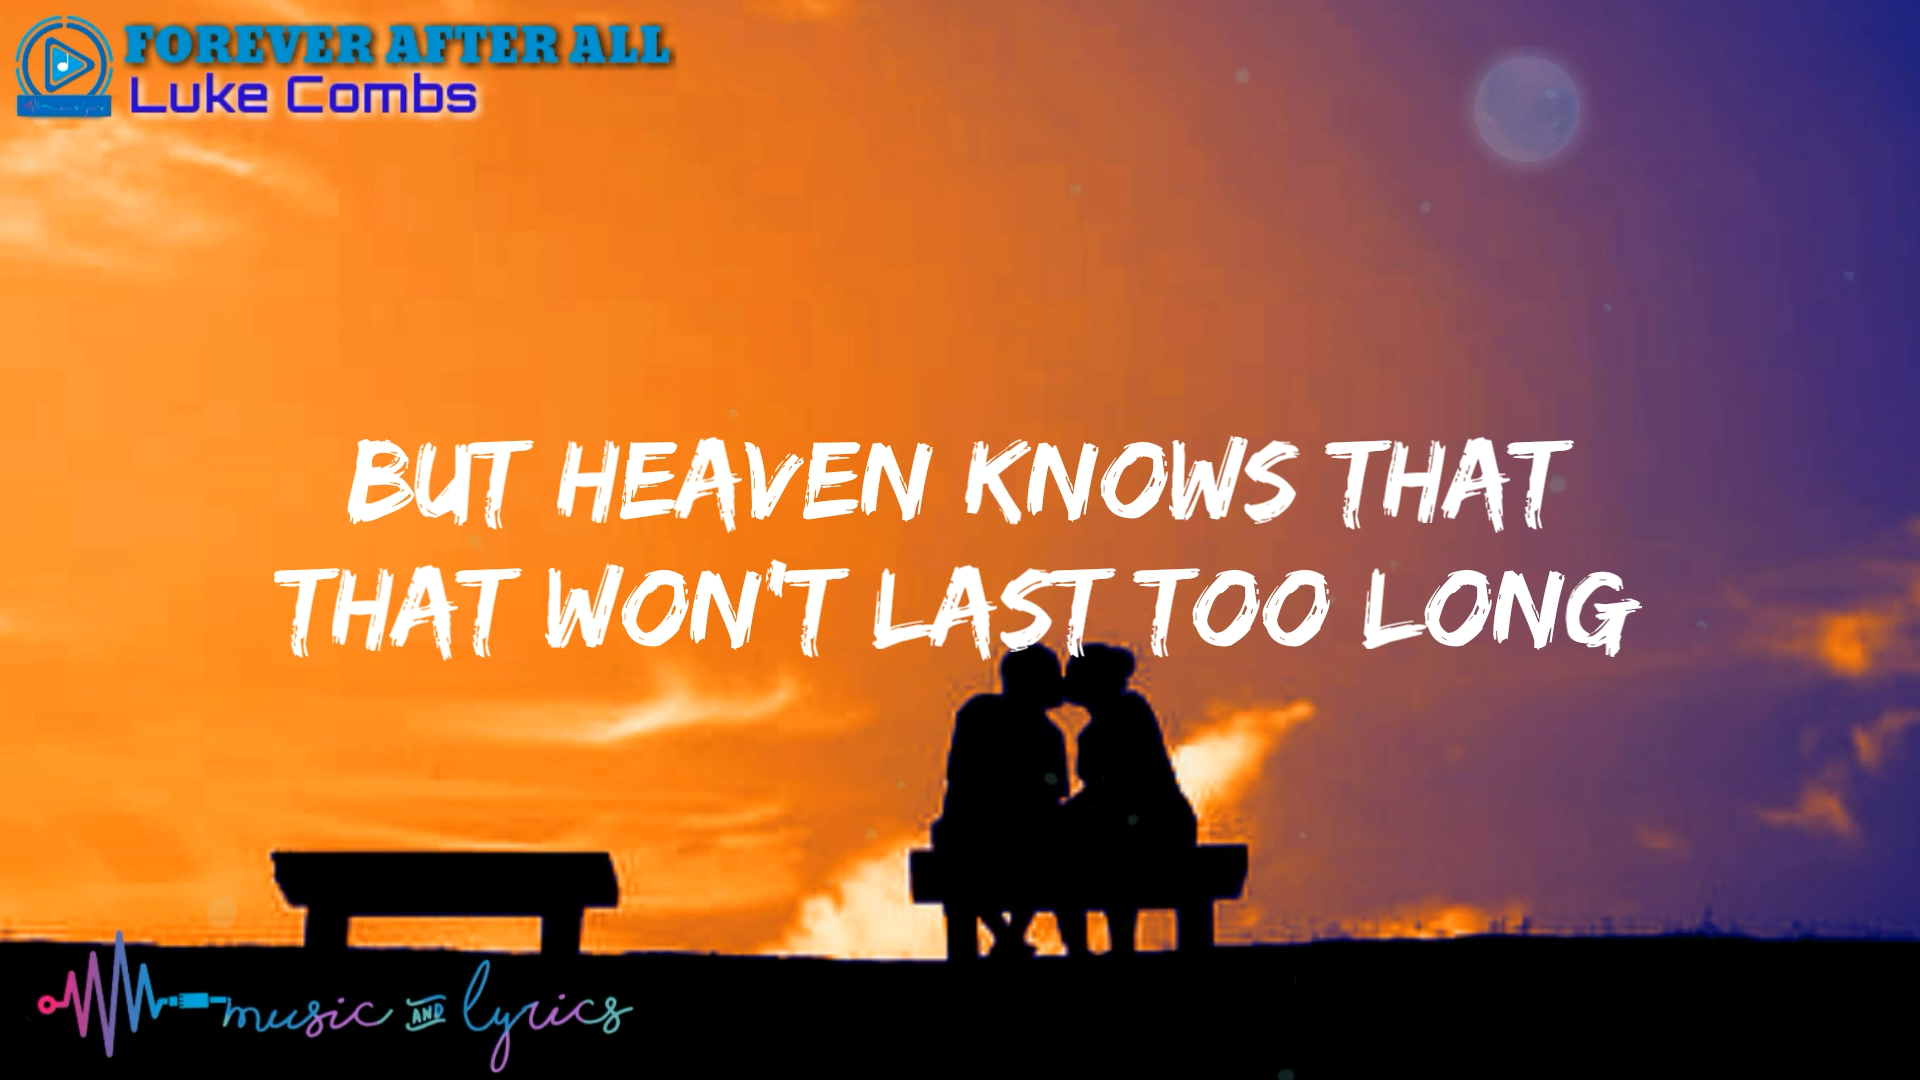 FOREVER AFTER ALL
Luke Combs
BUT HEAVEN KNOWS THAT
THAT WON'T LAST TOO LONG
music AND lyrics